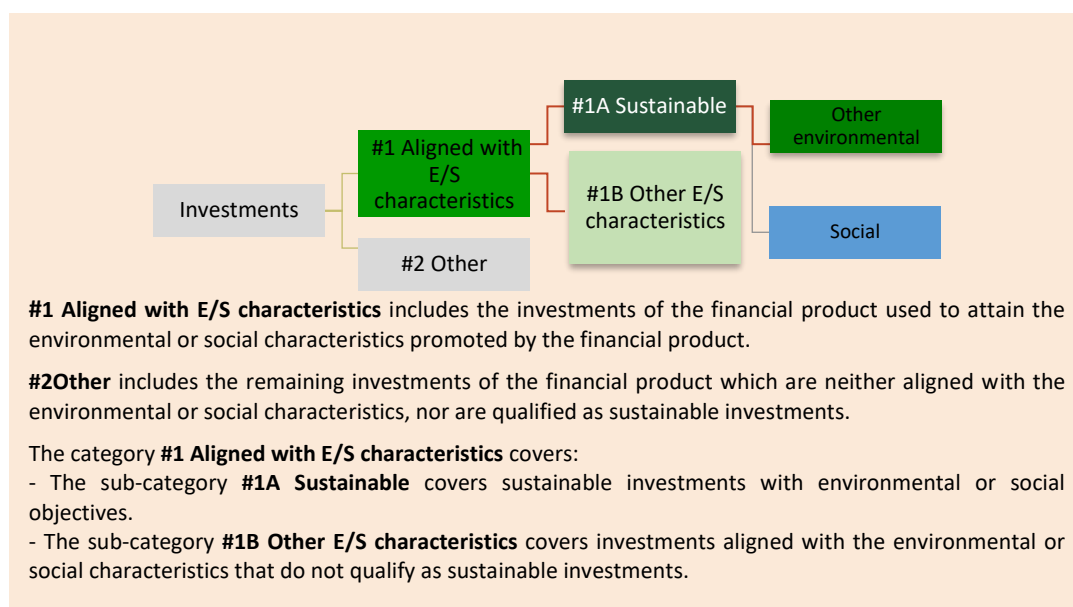 #1A Sustainable
Other
environmental
#1 Aligned with
E/S
characteristics
#1B Other E/S
characteristics
Investments
Social
#2 Other
#1 Aligned with E/S characteristics includes the investments of the financial product used to attain the
environmental or social characteristics promoted by the financial product.
#2Other includes the remaining investments of the financial product which are neither aligned with the
environmental or social characteristics, nor are qualified as sustainable investments.
The category #1 Aligned with E/S characteristics covers:
- The sub-category #1A Sustainable covers sustainable investments with environmental or social
objectives.
- The sub-category #1B Other E/S characteristics covers investments aligned with the environmental or
social characteristics that do not qualify as sustainable investments.